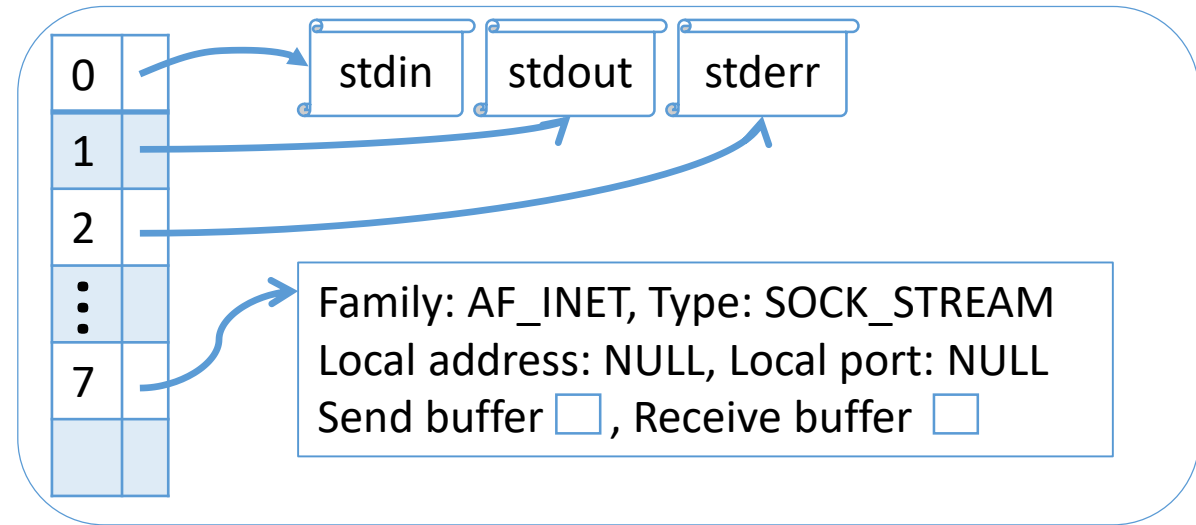 0 stdin stdout stderr
1
2
⋮
7
Family: AF_INET, Type: SOCK_STREAM
Local address: NULL, Local port: NULL
Send buffer , Receive buffer